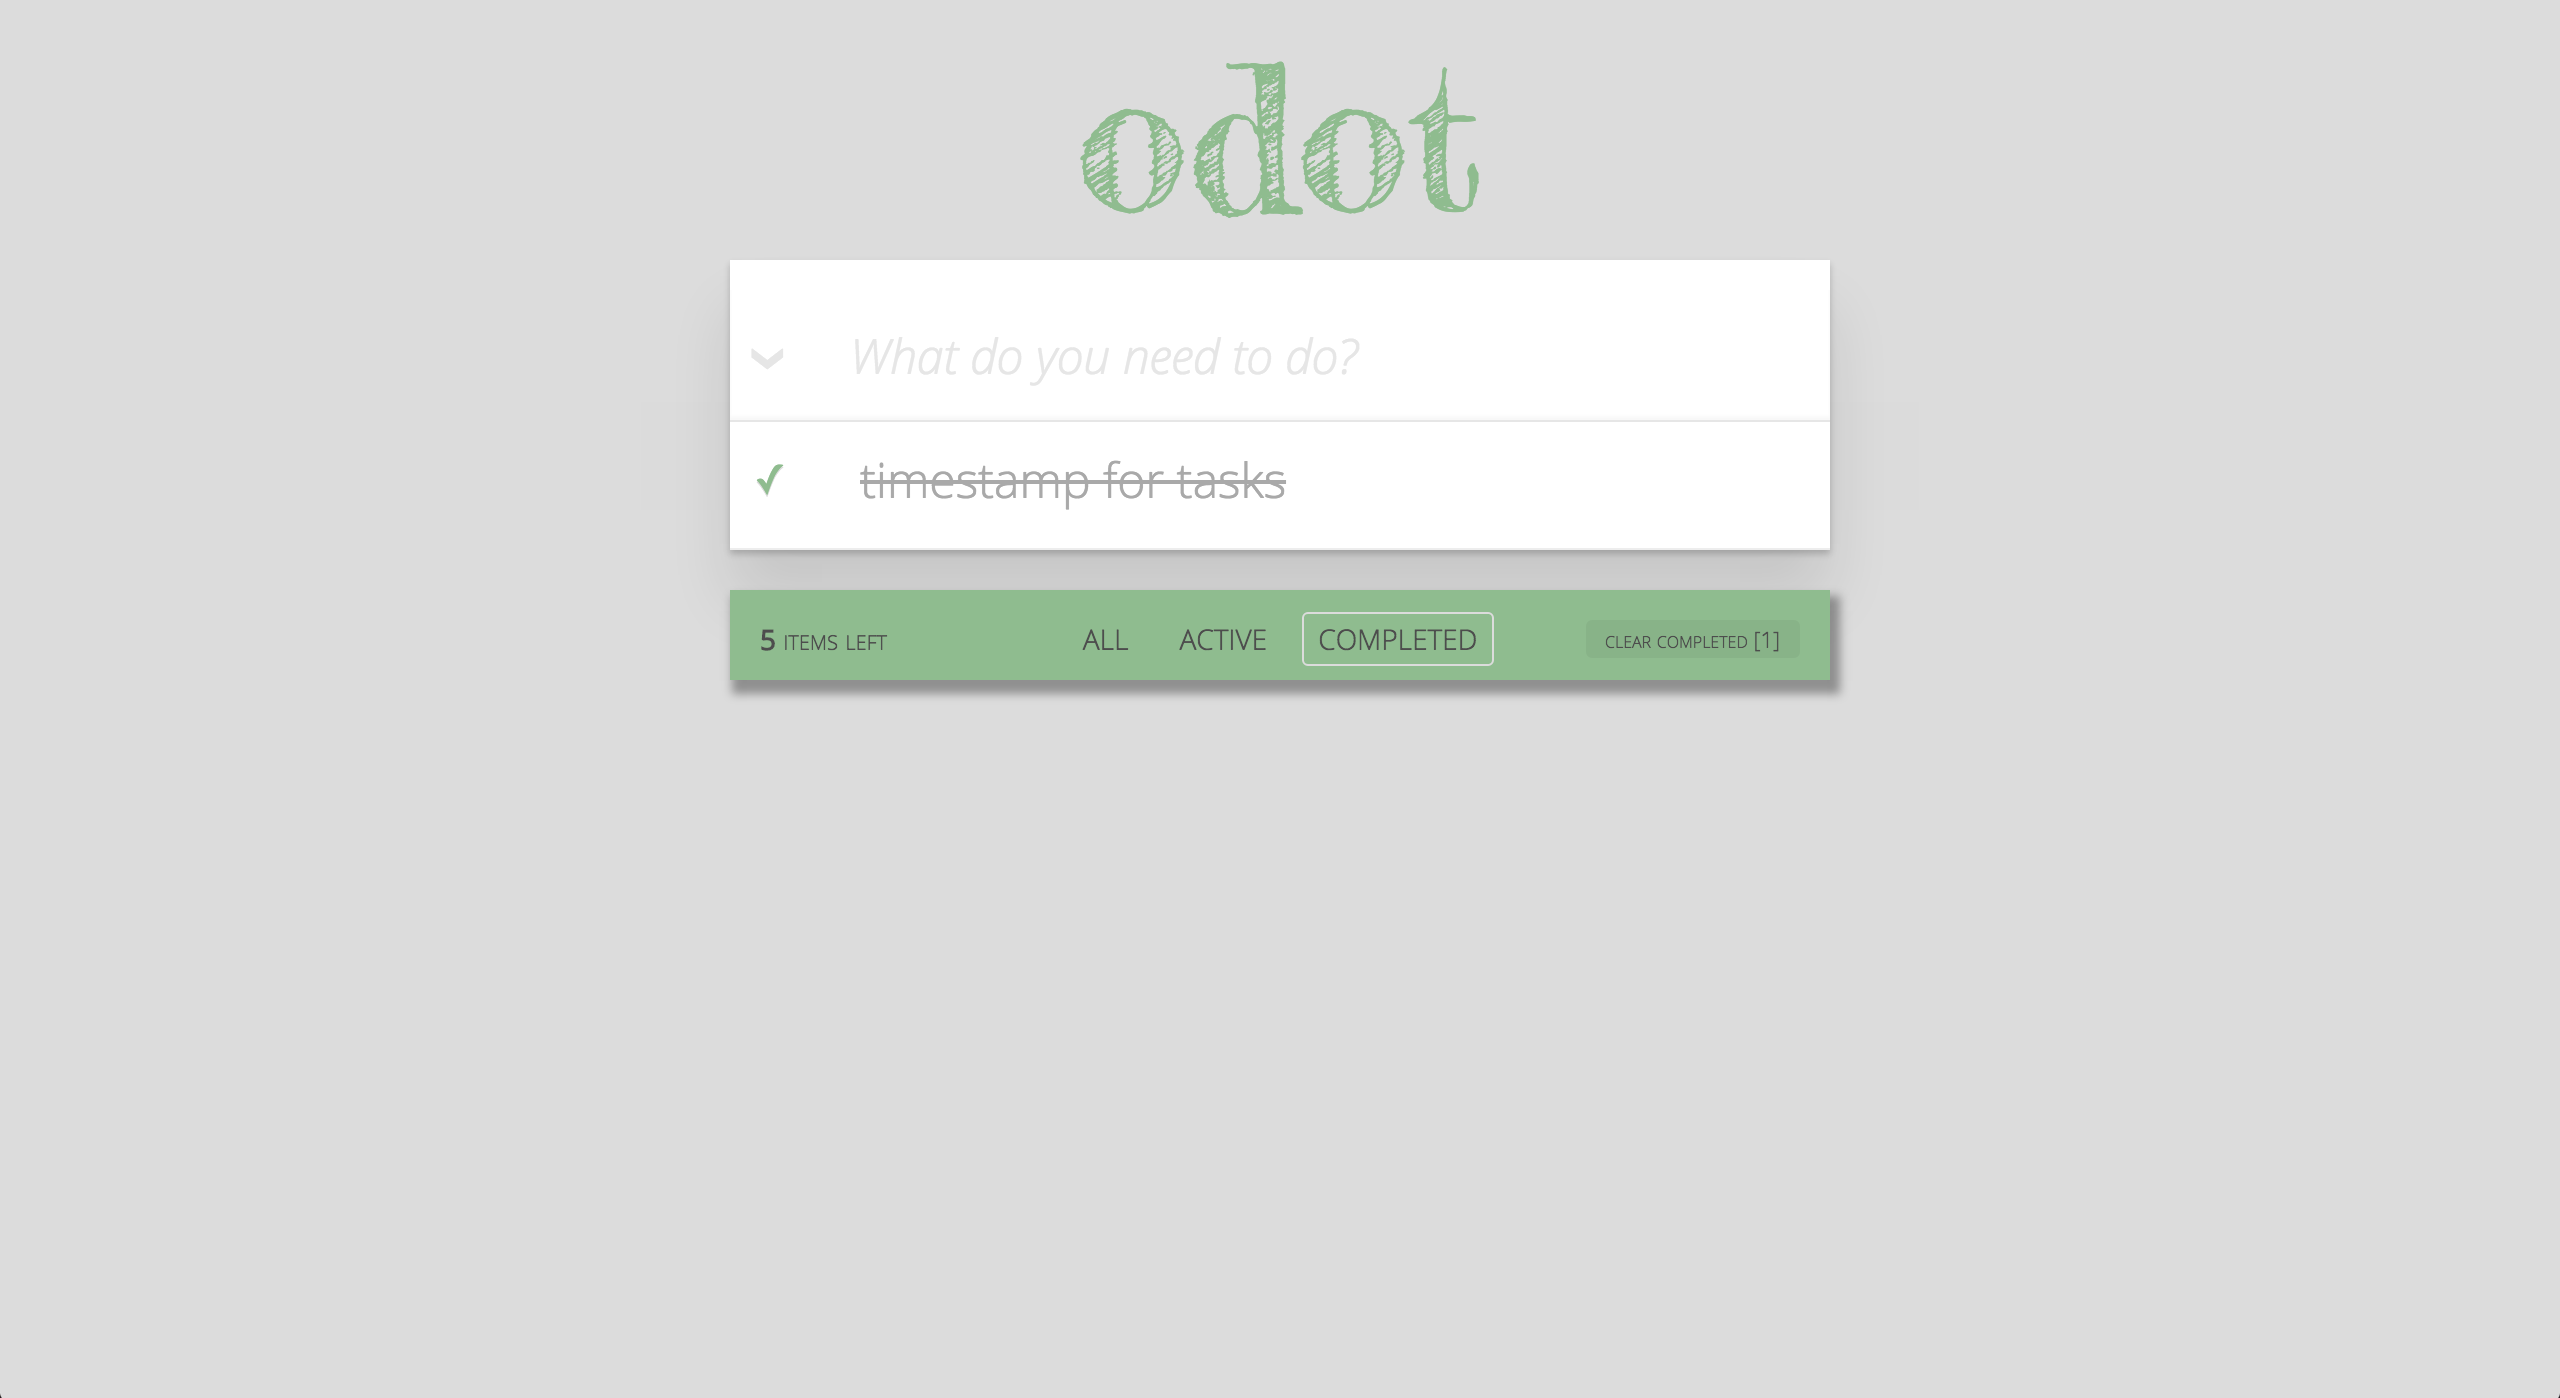 odot
What do you need to do?
timestamp for tasks
5 ITEMS LEFT ALL ACTIVE COMPLETED CLEAR COMPLETED [1]